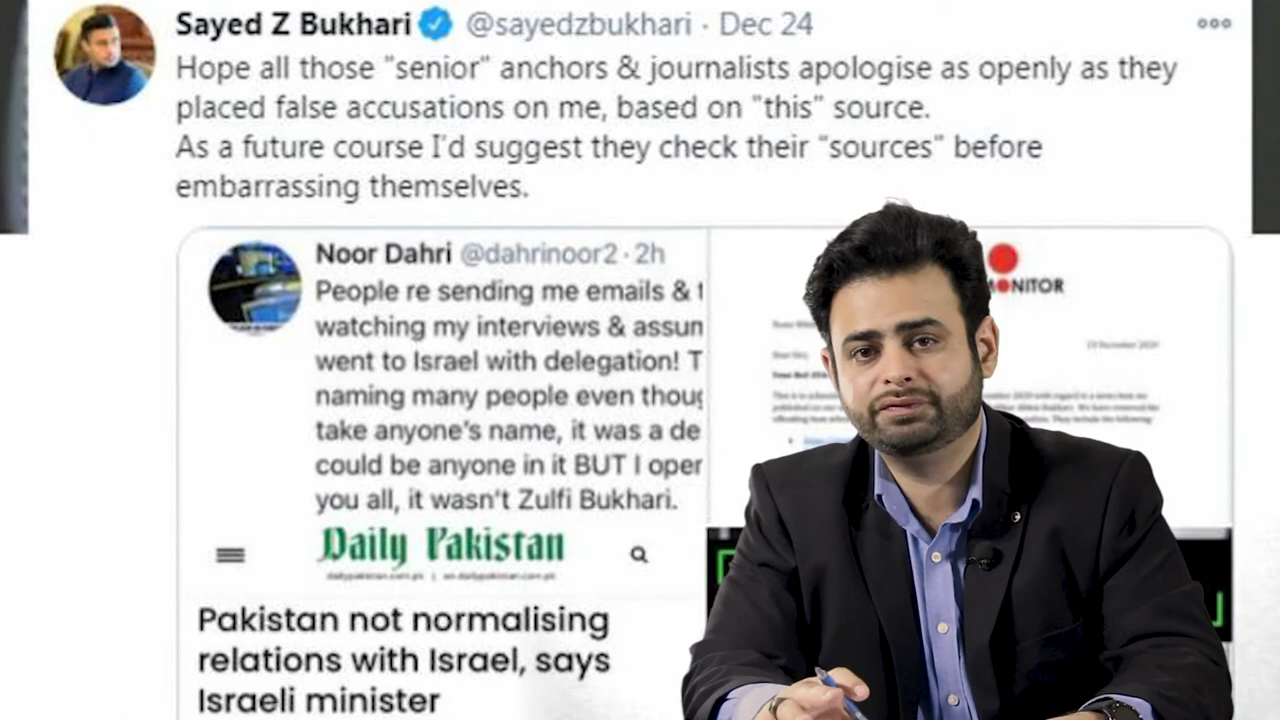 Sayed Z Bukhari @sayedzbukhari · Dec 24
Hope all those "senior" anchors & journalists apologise as openly as they
placed false accusations on me, based on "this" source.
As a future course I'd suggest they check their "sources" before
embarrassing themselves.
Noor Dahri @dahrinoor2 · 2h
People re sending me emails & t
watching my interviews & assun
went to Israel with delegation! T
naming many people even thoug
take anyone's name, it was a de
could be anyone in it BUT I oper
you all, it wasn't Zulfi Bukhari.
MONITOR
Daily Pakistan
Pakistan not normalising
relations with Israel, says
Israeli minister